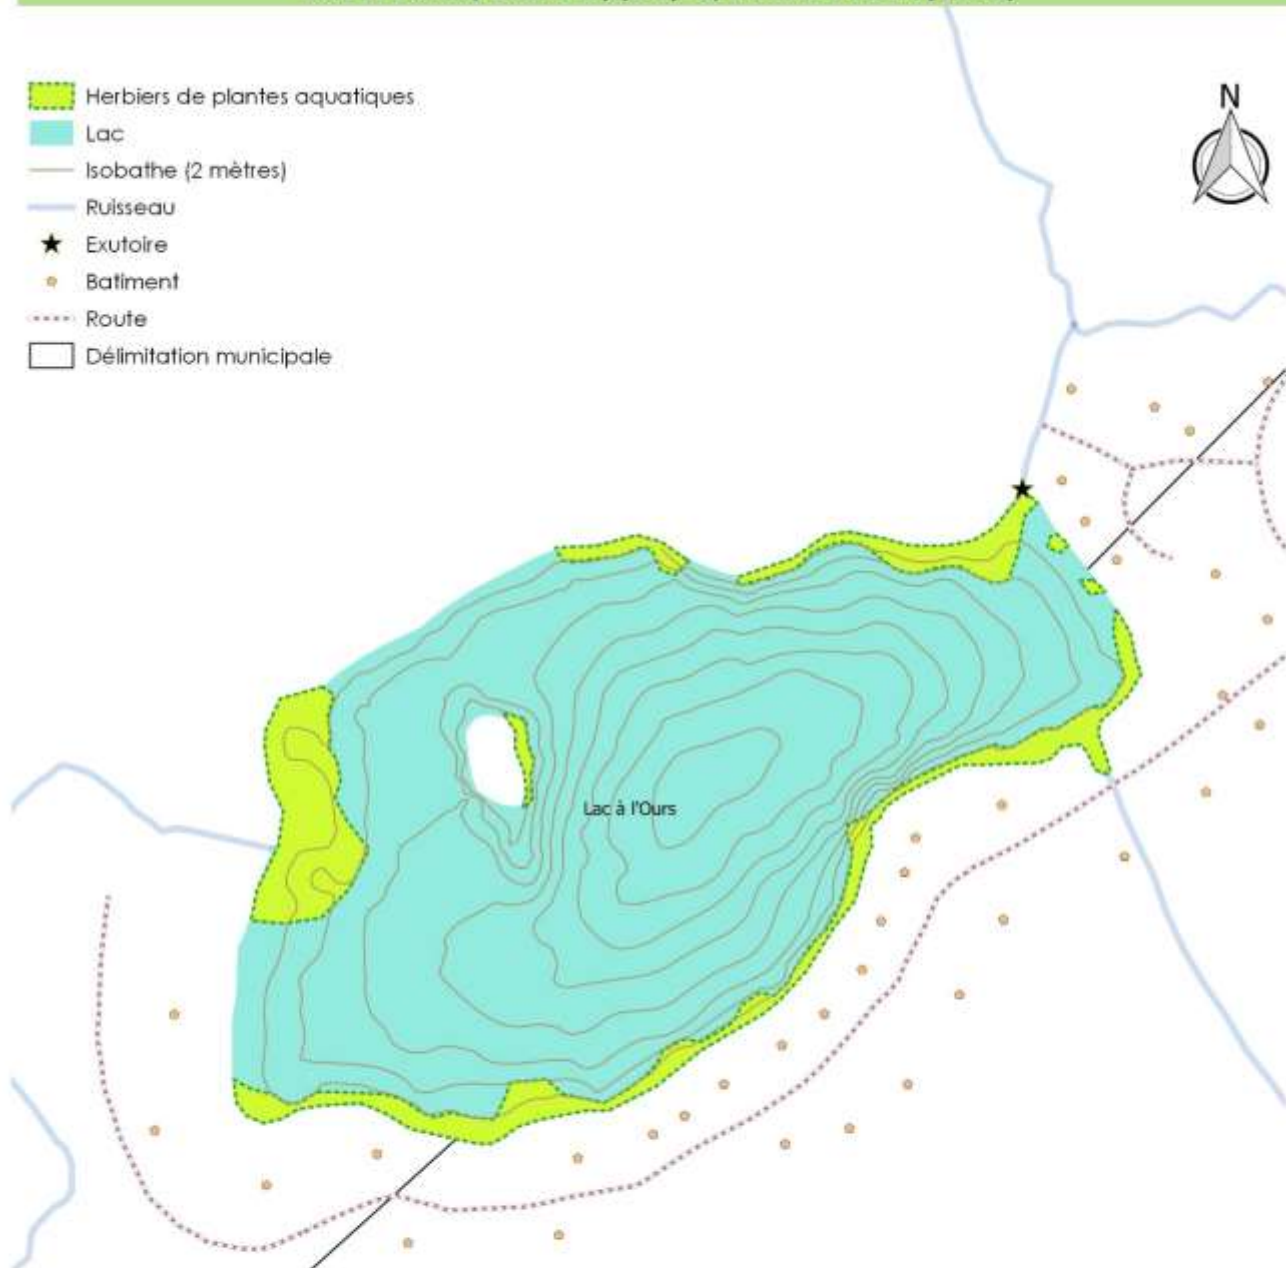 N
Herbiers de plantes aquatiques
Lac
Isobathe (2 mètres)
Ruisseau
Exutoire
Batiment
Route
Délimitation municipale
Lac à l'Ours